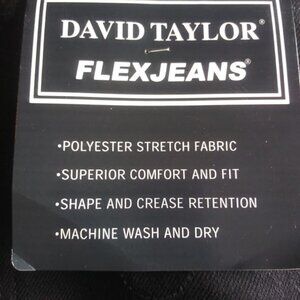 DAVID TAYLOR®
FLEXJEANS®
•POLYESTER STRETCH FABRIC
•SUPERIOR COMFORT AND FIT
•SHAPE AND CREASE RETENTION
•MACHINE WASH AND DRY